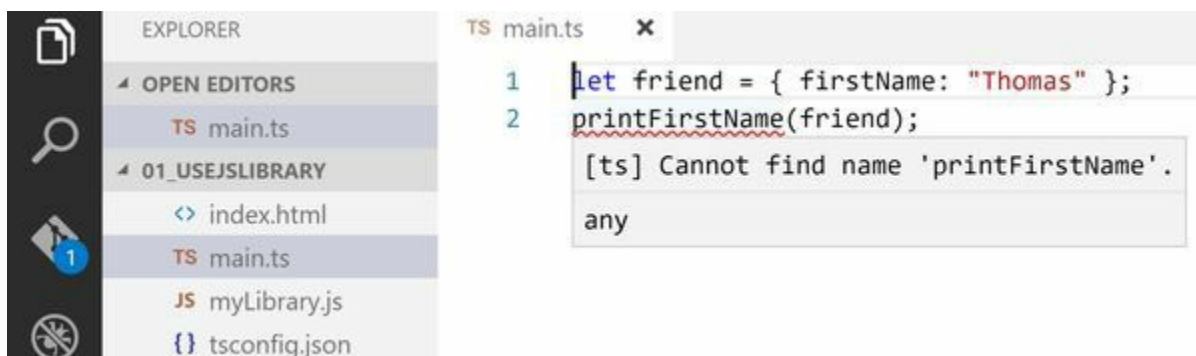 EXPLORER
OPEN EDITORS
TS main.ts
01_USEJSLIBRARY
<> index.html
TS main.ts
JS myLibrary.js
{} tsconfig.json
1
TS main.ts ×
1 let friend = { firstName: "Thomas" };
2 printFirstName(friend);
[ts] Cannot find name 'printFirstName'.
any